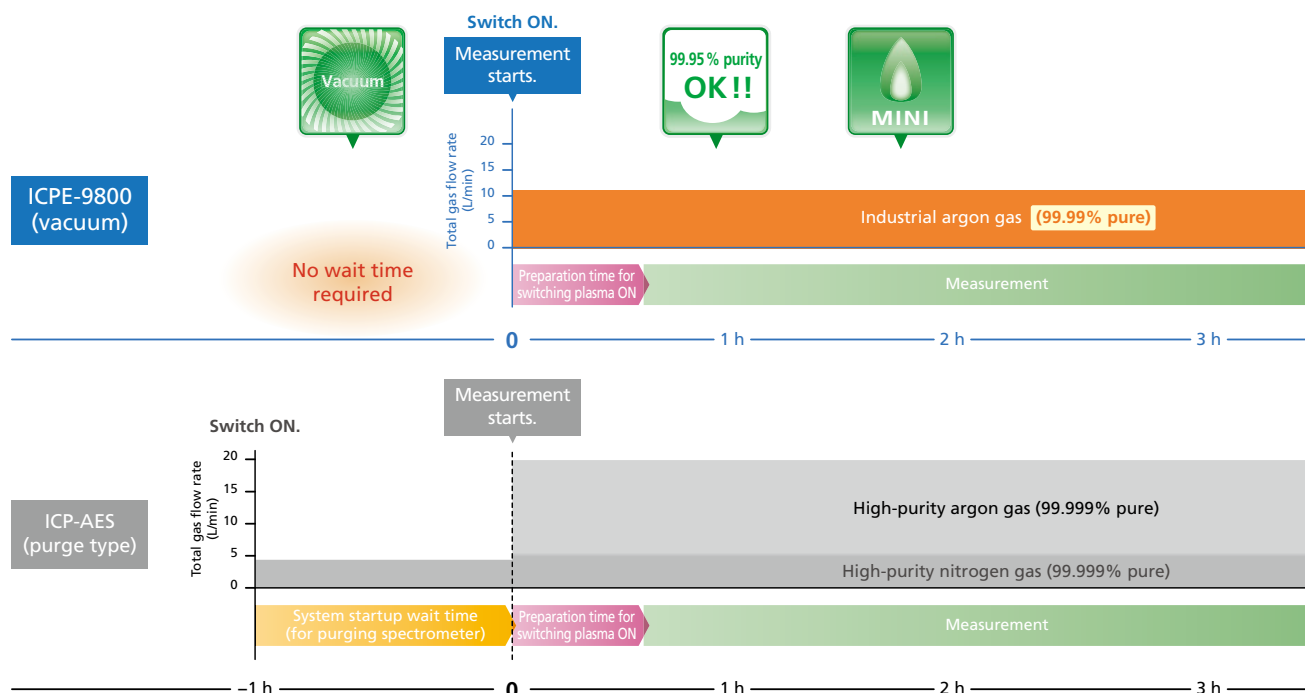 Switch ON.
Vacuum
Measurement
starts.
99.95 % purity
OK !!
MINI
ICPE-9800
(vacuum)
Total gas flow rate
(L/min)
20
15
10
5
0
Industrial argon gas (99.99% pure)
No wait time
required
Preparation time for
switching plasma ON
Measurement
0
1 h
2 h
3 h
Measurement
starts.
Switch ON.
ICP-AES
(purge type)
Total gas flow rate
(L/min)
20
15
10
5
0
High-purity argon gas (99.999% pure)
High-purity nitrogen gas (99.999% pure)
System startup wait time
(for purging spectrometer)
Preparation time for
switching plasma ON
Measurement
–1 h
0
1 h
2 h
3 h